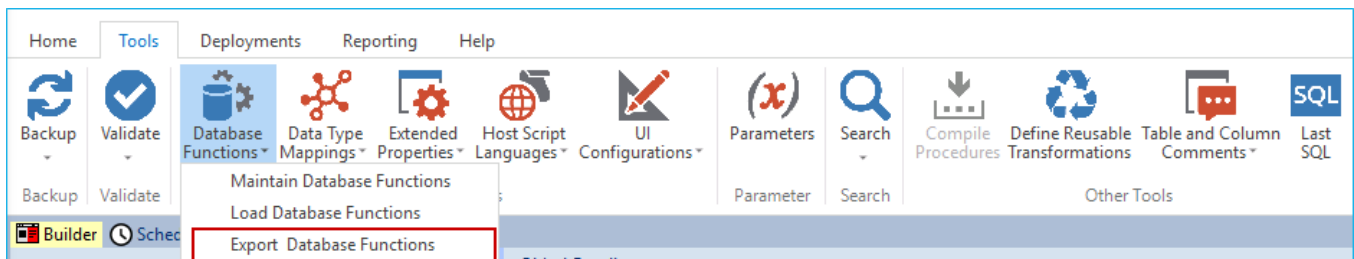 Home Tools Deployments Reporting Help
(x) SQL
Backup Validate Database Data Type Extended Host Script UI Parameters Search Compile Define Reusable Table and Column Last
Functions Mappings Properties Languages Configurations Procedures Transformations Comments SQL
Maintain Database Functions
Backup Validate Parameter Search Other Tools
Load Database Functions
Builder
Export Database Functions